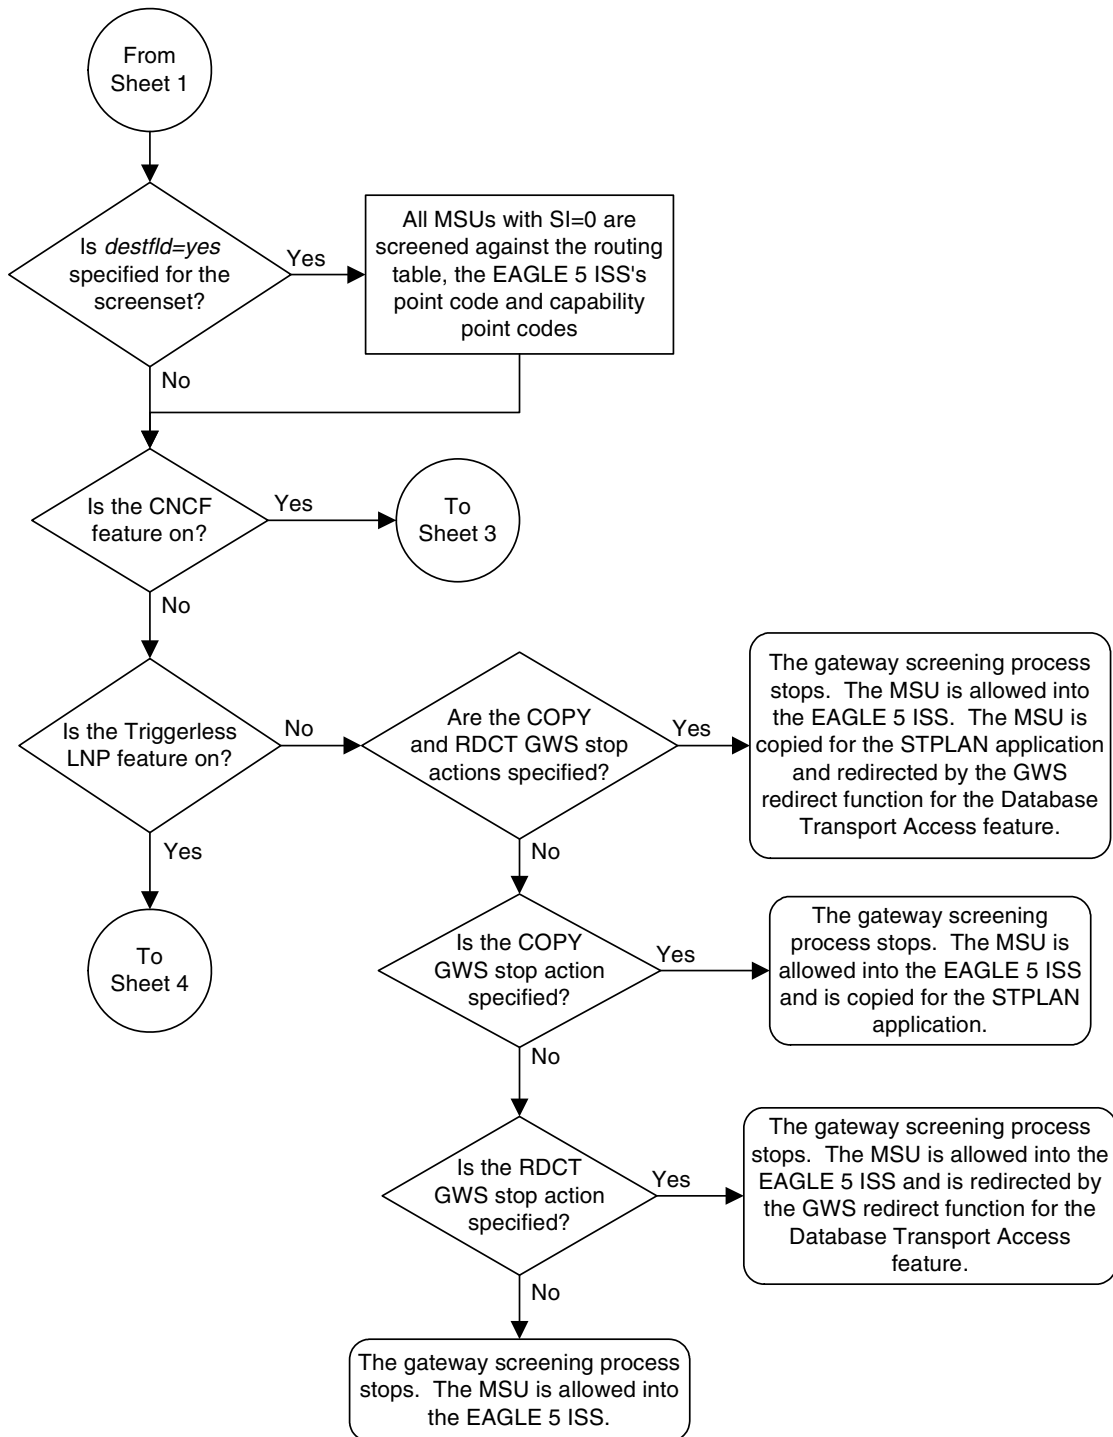 From
Sheet 1
Is destfld=yes
specified for the
screenset?
Yes
All MSUs with SI=0 are
screened against the routing
table, the EAGLE 5 ISS's
point code and capability
point codes
No
Is the CNCF
feature on?
Yes
To
Sheet 3
No
Is the Triggerless
LNP feature on?
No
Are the COPY
and RDCT GWS stop
actions specified?
Yes
The gateway screening process
stops.  The MSU is allowed into
the EAGLE 5 ISS.  The MSU is
copied for the STPLAN application
and redirected by the GWS
redirect function for the Database
Transport Access feature.
Yes
To
Sheet 4
No
Is the COPY
GWS stop action
specified?
Yes
The gateway screening
process stops.  The MSU is
allowed into the EAGLE 5 ISS
and is copied for the STPLAN
application.
No
Is the RDCT
GWS stop action
specified?
Yes
The gateway screening process
stops.  The MSU is allowed into the
EAGLE 5 ISS and is redirected by
the GWS redirect function for the
Database Transport Access
feature.
No
The gateway screening process
stops.  The MSU is allowed into
the EAGLE 5 ISS.